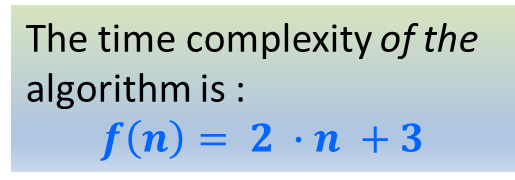 The time complexity of the
algorithm is :
f(n) = 2 · n + 3